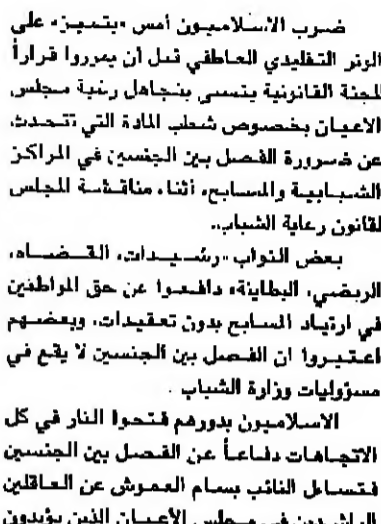 ضرب الاسلاميون أمس «بتميز» على
الوتر التقليدي العاطفي قبل أن يمرروا قراراً
للجنة القانونية ينسى بتجاهل رغبة مجلس
الاعيان بخصوص شطب المادة التي تتحدث
عن ضرورة الفصل بين الجنسين في المراكز
الشبابية والمسابح، أثناء مناقشة المجلس
لقانون رعاية الشباب.
بعض النواب «رشيدات، القضاه،
الربضي، البطاينة» دافعوا عن حق المواطنين
في ارتياد المسابح بدون تعقيدات، وبعضهم
اعتبروا ان الفصل بين الجنسين لا يقع في
مسؤوليات وزارة الشباب .
الاسلاميون بدورهم فتحوا النار في كل
الاتجاهات دفاعاً عن الفصل بين الجنسين
فتساءل النائب بسام العموش عن العاقلين
الراشدين في مجلس الأعيان الذين يؤيدون